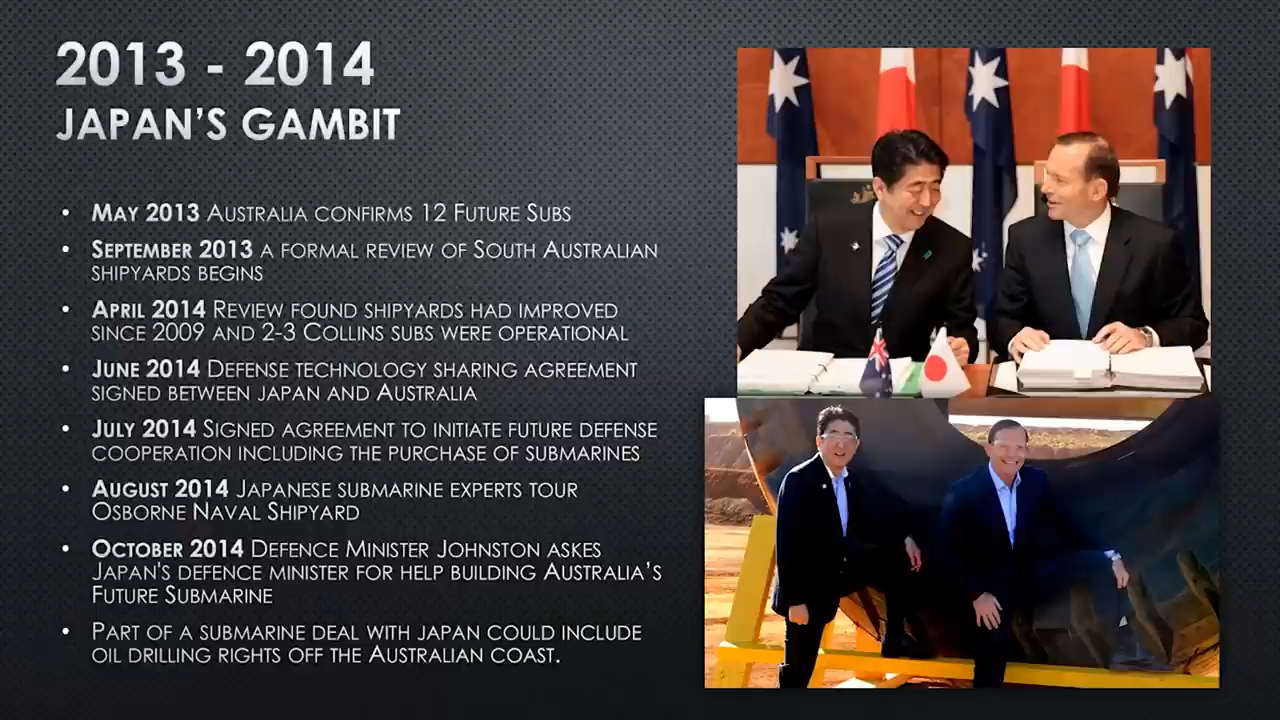 2013 - 2014
JAPAN'S GAMBIT
• MAY 2013 AUSTRALIA CONFIRMS 12 FUTURE SUBS
• SEPTEMBER 2013 A FORMAL REVIEW OF SOUTH AUSTRALIAN
SHIPYARDS BEGINS
• APRIL 2014 REVIEW FOUND SHIPYARDS HAD IMPROVED
SINCE 2009 AND 2-3 COLLINS SUBS WERE OPERATIONAL
• JUNE 2014 DEFENSE TECHNOLOGY SHARING AGREEMENT
SIGNED BETWEEN JAPAN AND AUSTRALIA
• JULY 2014 SIGNED AGREEMENT TO INITIATE FUTURE DEFENSE
COOPERATION INCLUDING THE PURCHASE OF SUBMARINES
• AUGUST 2014 JAPANESE SUBMARINE EXPERTS TOUR
OSBORNE NAVAL SHIPYARD
• OCTOBER 2014 DEFENCE MINISTER JOHNSTON ASKES
JAPAN'S DEFENCE MINISTER FOR HELP BUILDING AUSTRALIA'S
FUTURE SUBMARINE
• PART OF A SUBMARINE DEAL WITH JAPAN COULD INCLUDE
OIL DRILLING RIGHTS OFF THE AUSTRALIAN COAST.